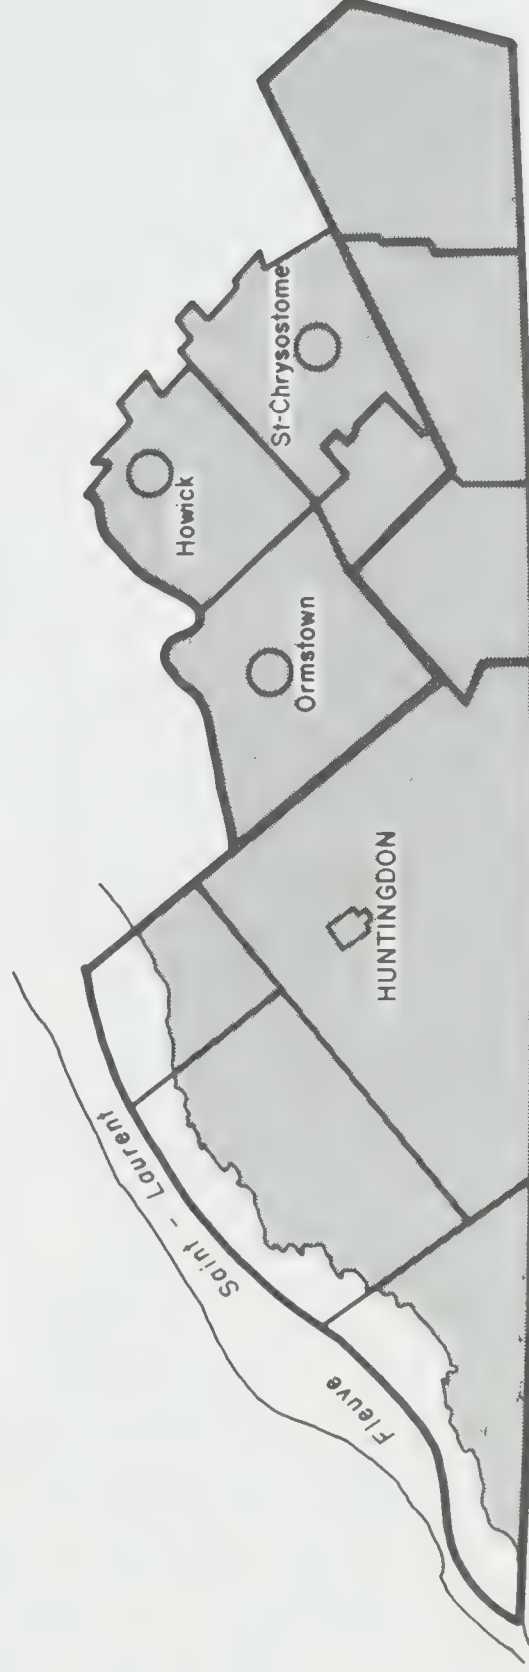 Fleuve Saint - Laurent
HUNTINGDON
Ormstown
Howick
St-Chrysostome